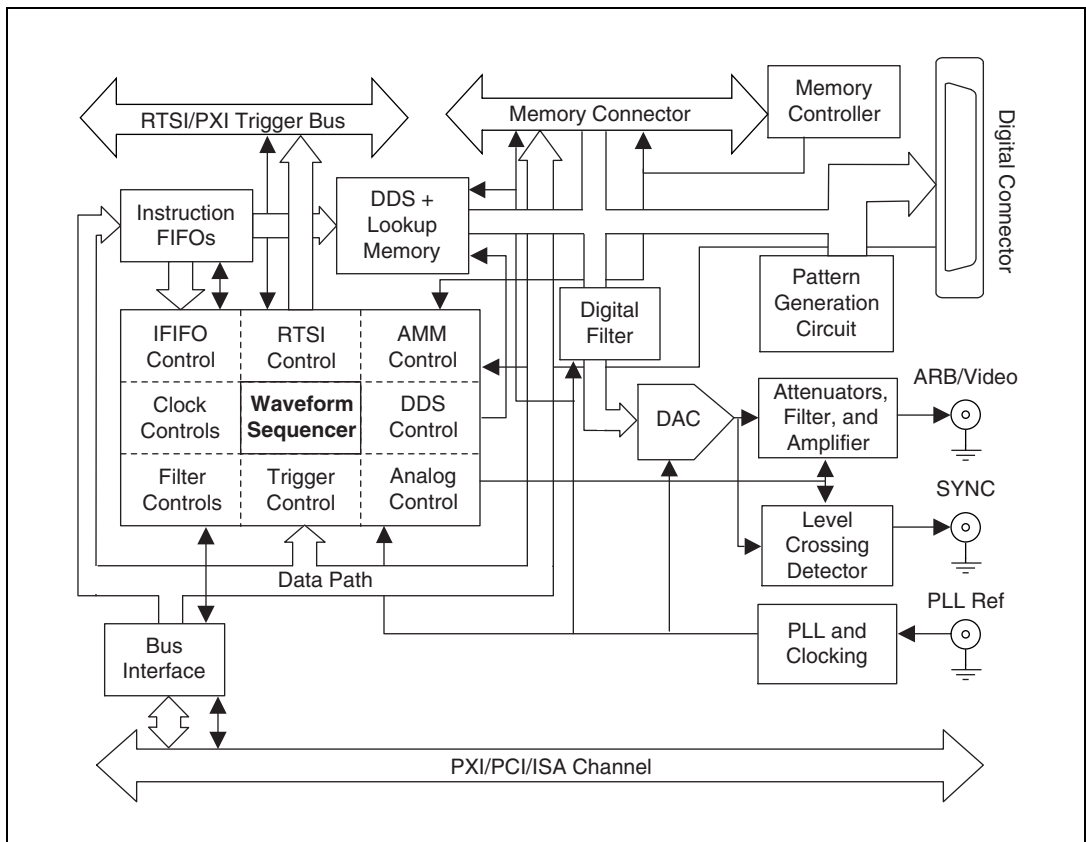 RTSI/PXI Trigger Bus
Memory Connector
Memory
Controller
Digital Connector
Instruction
FIFOs
DDS +
Lookup
Memory
Pattern
Generation
Circuit
Digital
Filter
IFIFO
Control
RTSI
Control
AMM
Control
Clock
Controls
Waveform
Sequencer
DDS
Control
Filter
Controls
Trigger
Control
Analog
Control
DAC
Attenuators,
Filter, and
Amplifier
ARB/Video
SYNC
Level
Crossing
Detector
Data Path
PLL Ref
PLL and
Clocking
Bus
Interface
PXI/PCI/ISA Channel